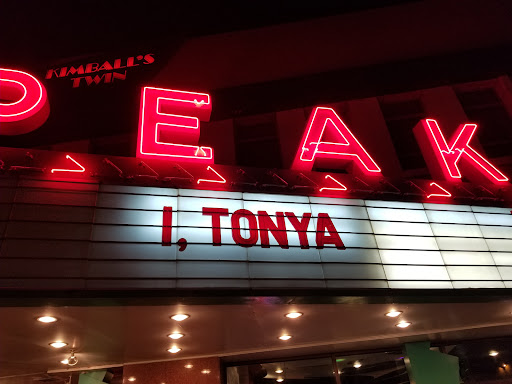 KIMBALL'S
TWIN
PEAK
I, TONYA